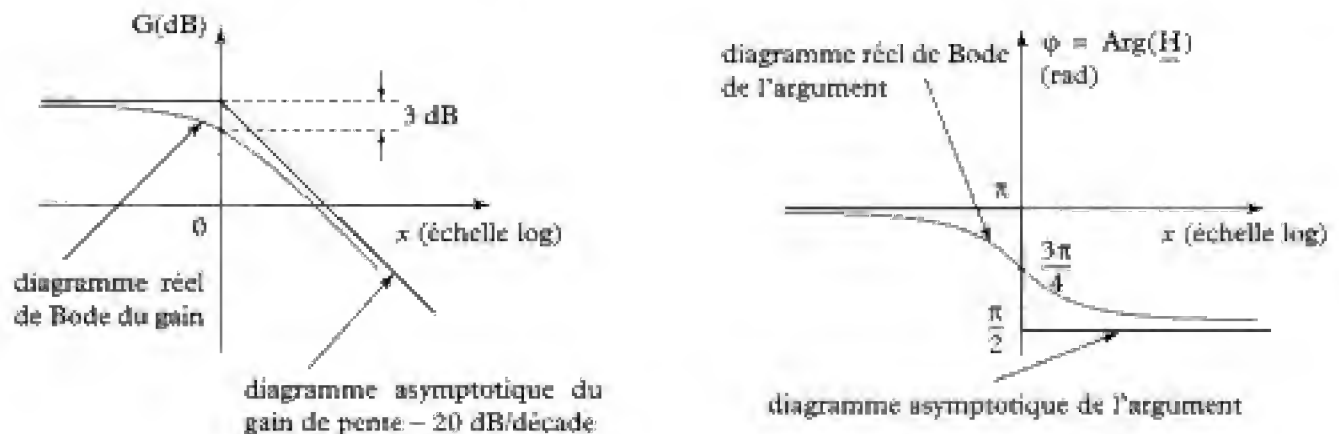 G(dB)
3 dB
0
x (échelle log)
diagramme réel
de Bode du gain
diagramme asymptotique du
gain de pente – 20 dB/décade
diagramme réel de Bode
de l'argument
φ = Arg(H)
(rad)
π
x (échelle log)
3π
4
π
2
diagramme asymptotique de l'argument